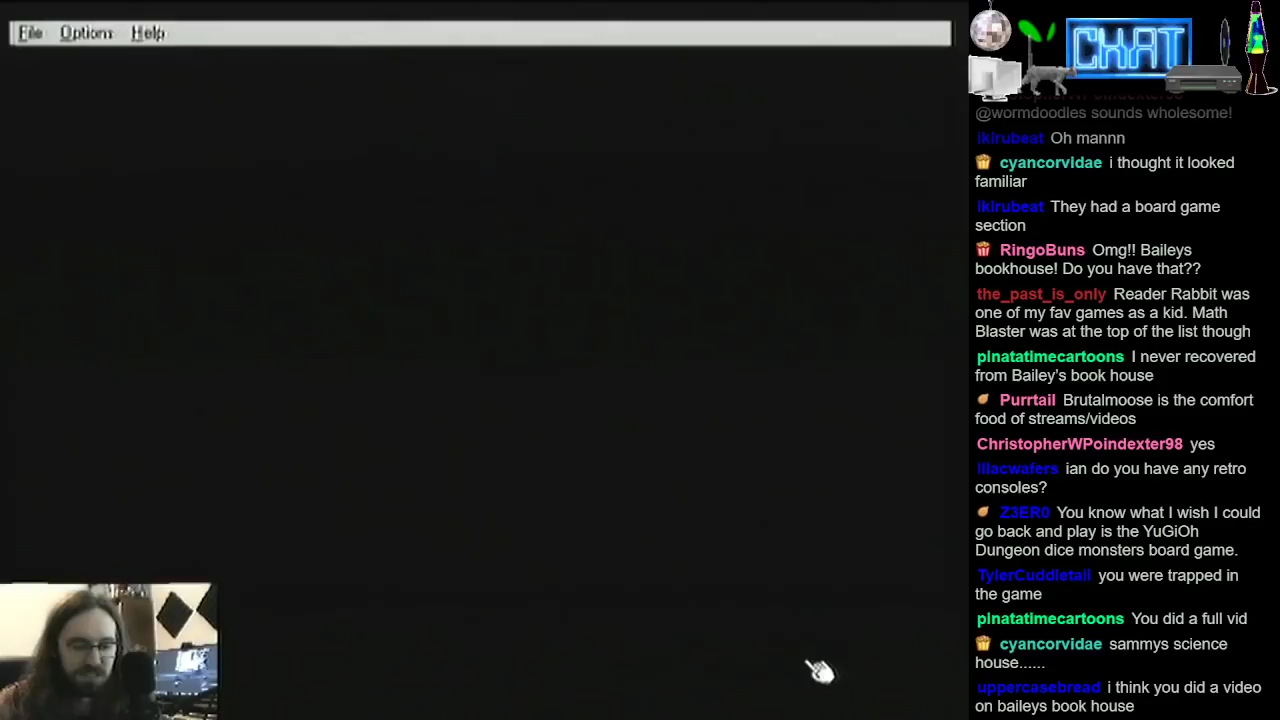 File Options Help
CHAT
@wormdoodles sounds wholesome!
iklrubeat Oh mannn
cyancorvidae i thought it looked
familiar
iklrubeat They had a board game
section
RingoBuns Omg!! Baileys
bookhouse! Do you have that??
the_past_is_only Reader Rabbit was
one of my fav games as a kid. Math
Blaster was at the top of the list though
pinatatimecartoons I never recovered
from Bailey's book house
Purrtail Brutalmoose is the comfort
food of streams/videos
ChristopherWPoindexter98 yes
lilacwafers ian do you have any retro
consoles?
Z3ER0 You know what I wish I could
go back and play is the YuGiOh
Dungeon dice monsters board game.
TylerCuddletail you were trapped in
the game
pinatatimecartoons You did a full vid
cyancorvidae sammys science
house......
uppercasebread i think you did a video
on baileys book house